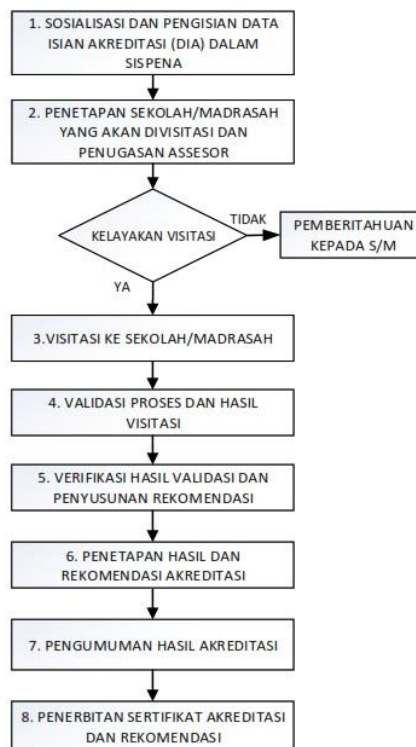 1. SOSIALISASI DAN PENGISIAN DATA
ISIAN AKREDITASI (DIA) DALAM
SISPENA
2. PENETAPAN SEKOLAH/MADRASAH
YANG AKAN DIVISITASI DAN
PENUGASAN ASSESOR
KELAYAKAN VISITASI
TIDAK
PEMBERITAHUAN
KEPADA S/M
YA
3.VISITASI KE SEKOLAH/MADRASAH
4. VALIDASI PROSES DAN HASIL
VISITASI
5. VERIFIKASI HASIL VALIDASI DAN
PENYUSUNAN REKOMENDASI
6. PENETAPAN HASIL DAN
REKOMENDASI AKREDITASI
7. PENGUMUMAN HASIL AKREDITASI
8. PENERBITAN SERTIFIKAT AKREDITASI
DAN REKOMENDASI